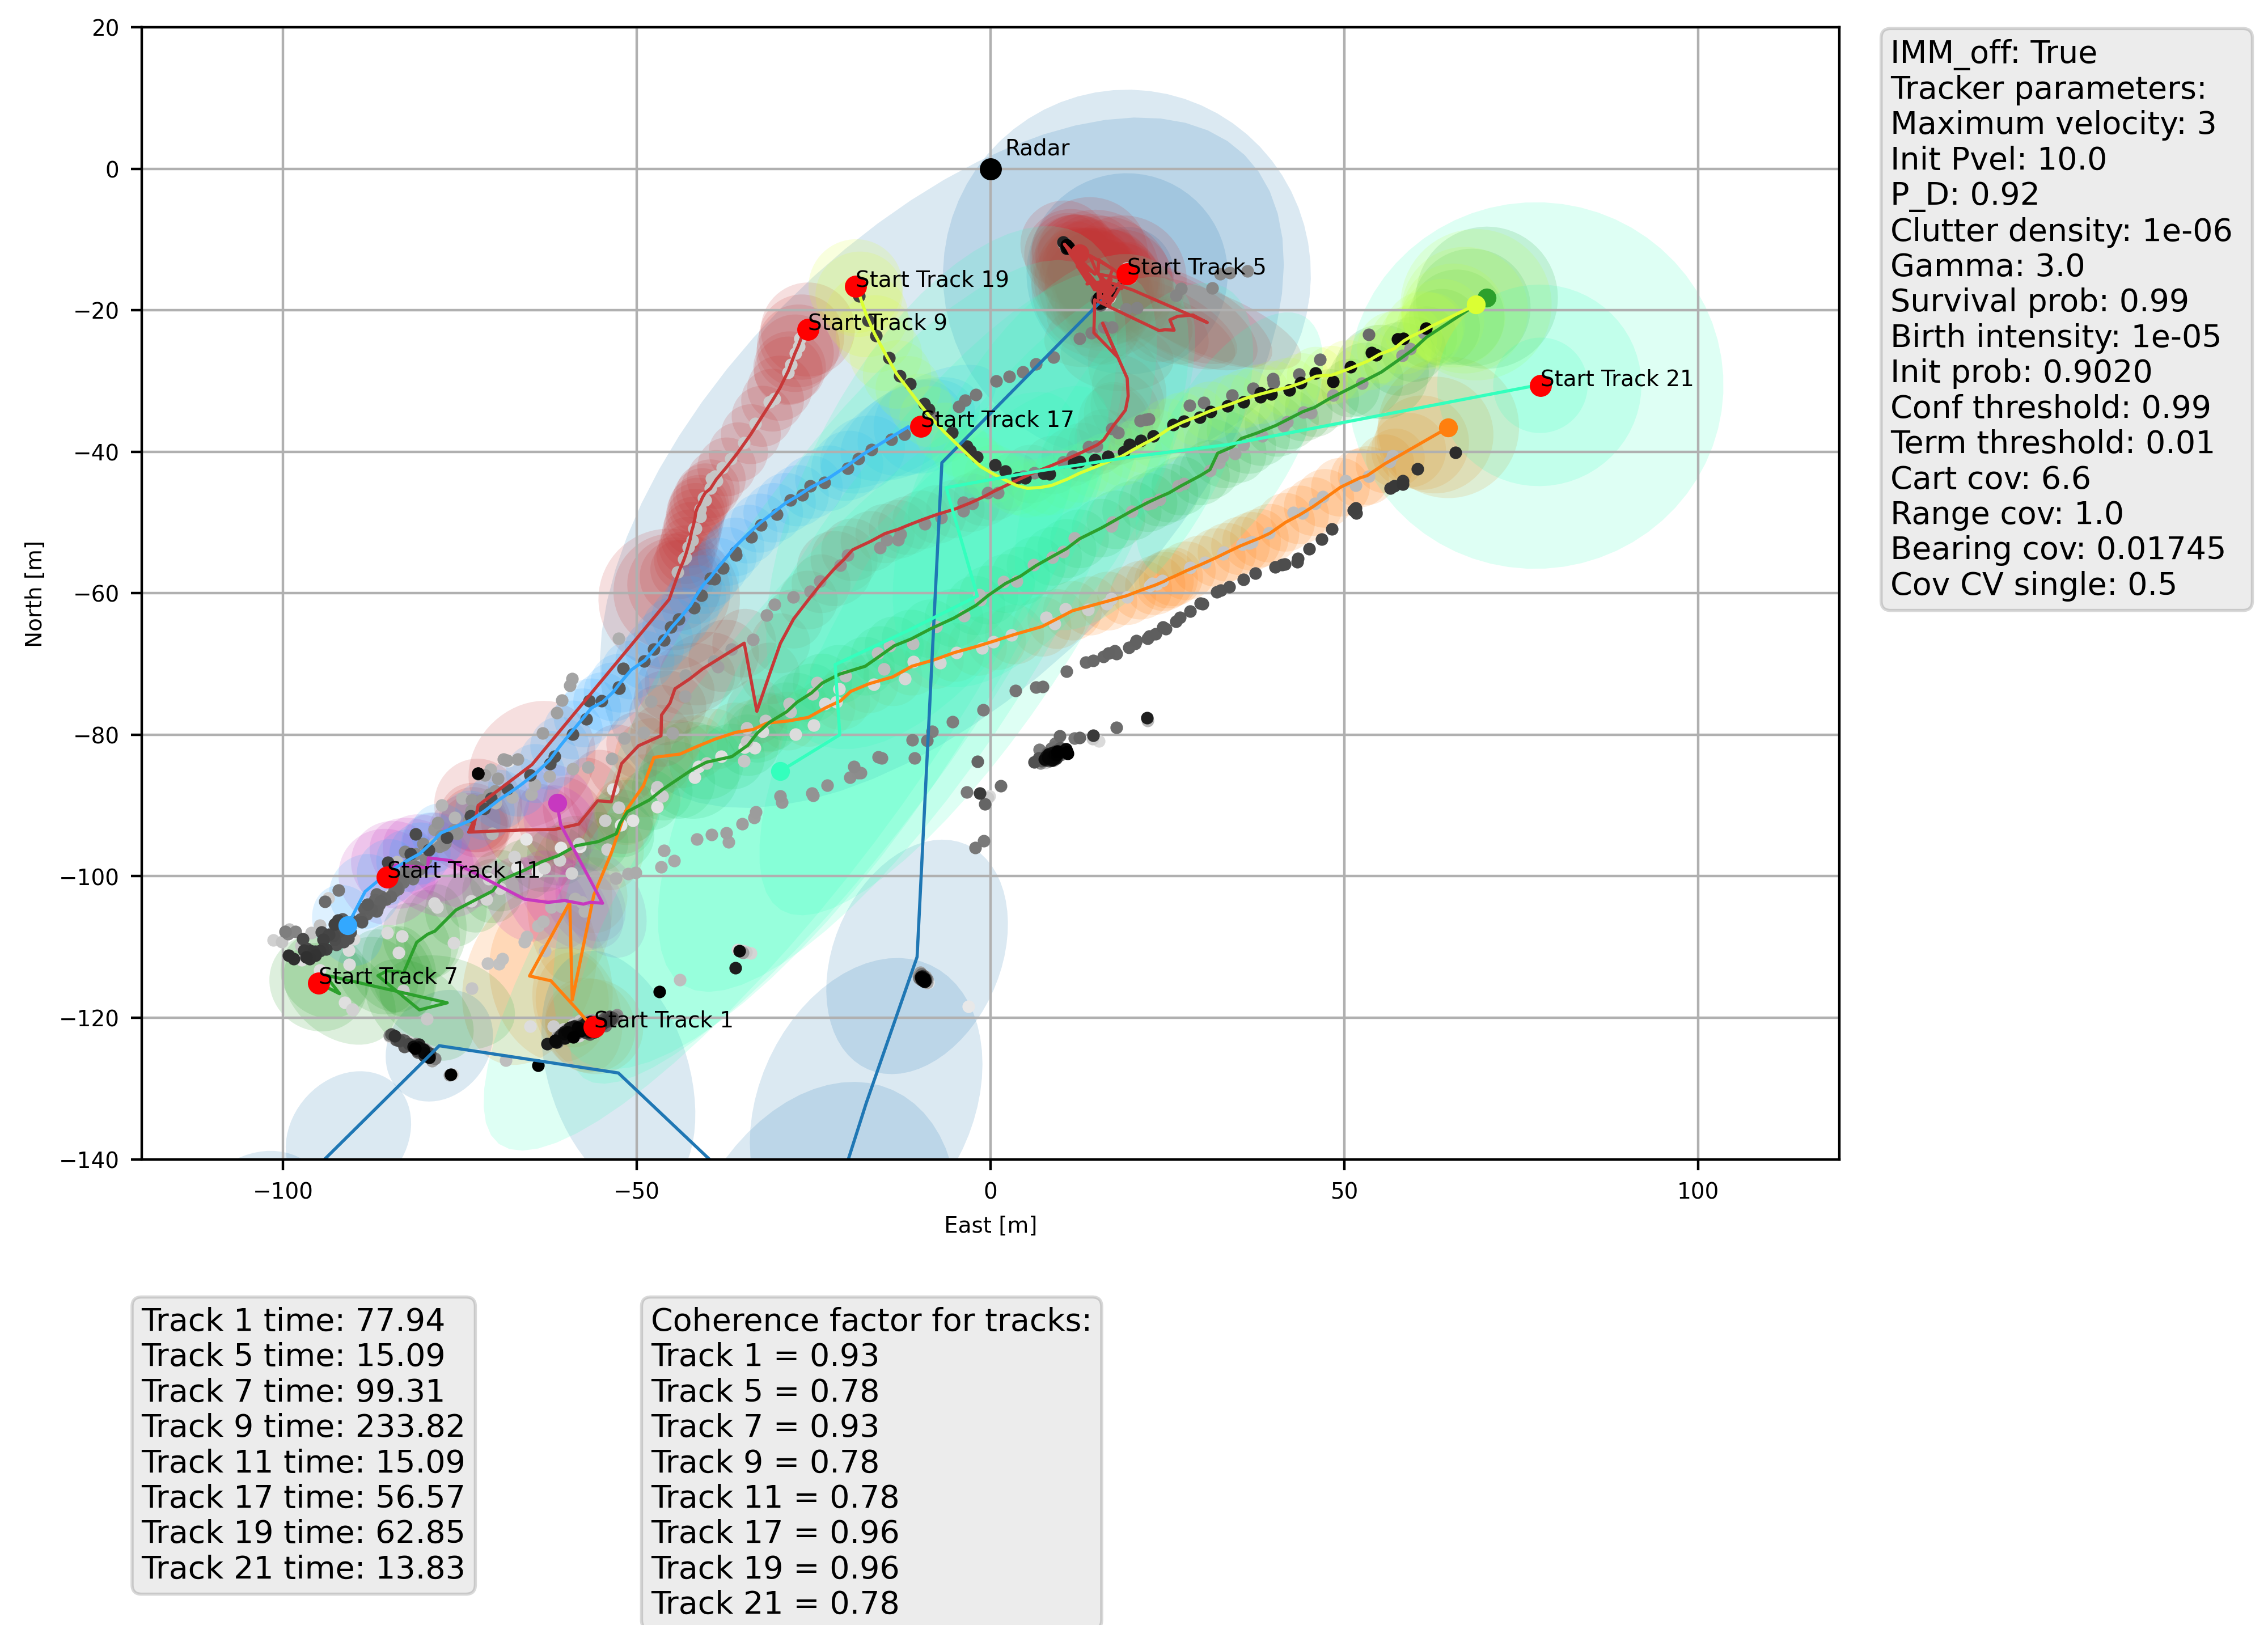 20
0
−20
−40
−60
−80
−100
−120
−140
North [m]
−100
−50
0
50
100
East [m]
Radar
Start Track 19
Start Track 5
Start Track 9
Start Track 21
Start Track 17
Start Track 11
Start Track 7
Start Track 1
IMM_off: True
Tracker parameters:
Maximum velocity: 3
Init Pvel: 10.0
P_D: 0.92
Clutter density: 1e-06
Gamma: 3.0
Survival prob: 0.99
Birth intensity: 1e-05
Init prob: 0.9020
Conf threshold: 0.99
Term threshold: 0.01
Cart cov: 6.6
Range cov: 1.0
Bearing cov: 0.01745
Cov CV single: 0.5
Track 1 time: 77.94
Track 5 time: 15.09
Track 7 time: 99.31
Track 9 time: 233.82
Track 11 time: 15.09
Track 17 time: 56.57
Track 19 time: 62.85
Track 21 time: 13.83
Coherence factor for tracks:
Track 1 = 0.93
Track 5 = 0.78
Track 7 = 0.93
Track 9 = 0.78
Track 11 = 0.78
Track 17 = 0.96
Track 19 = 0.96
Track 21 = 0.78